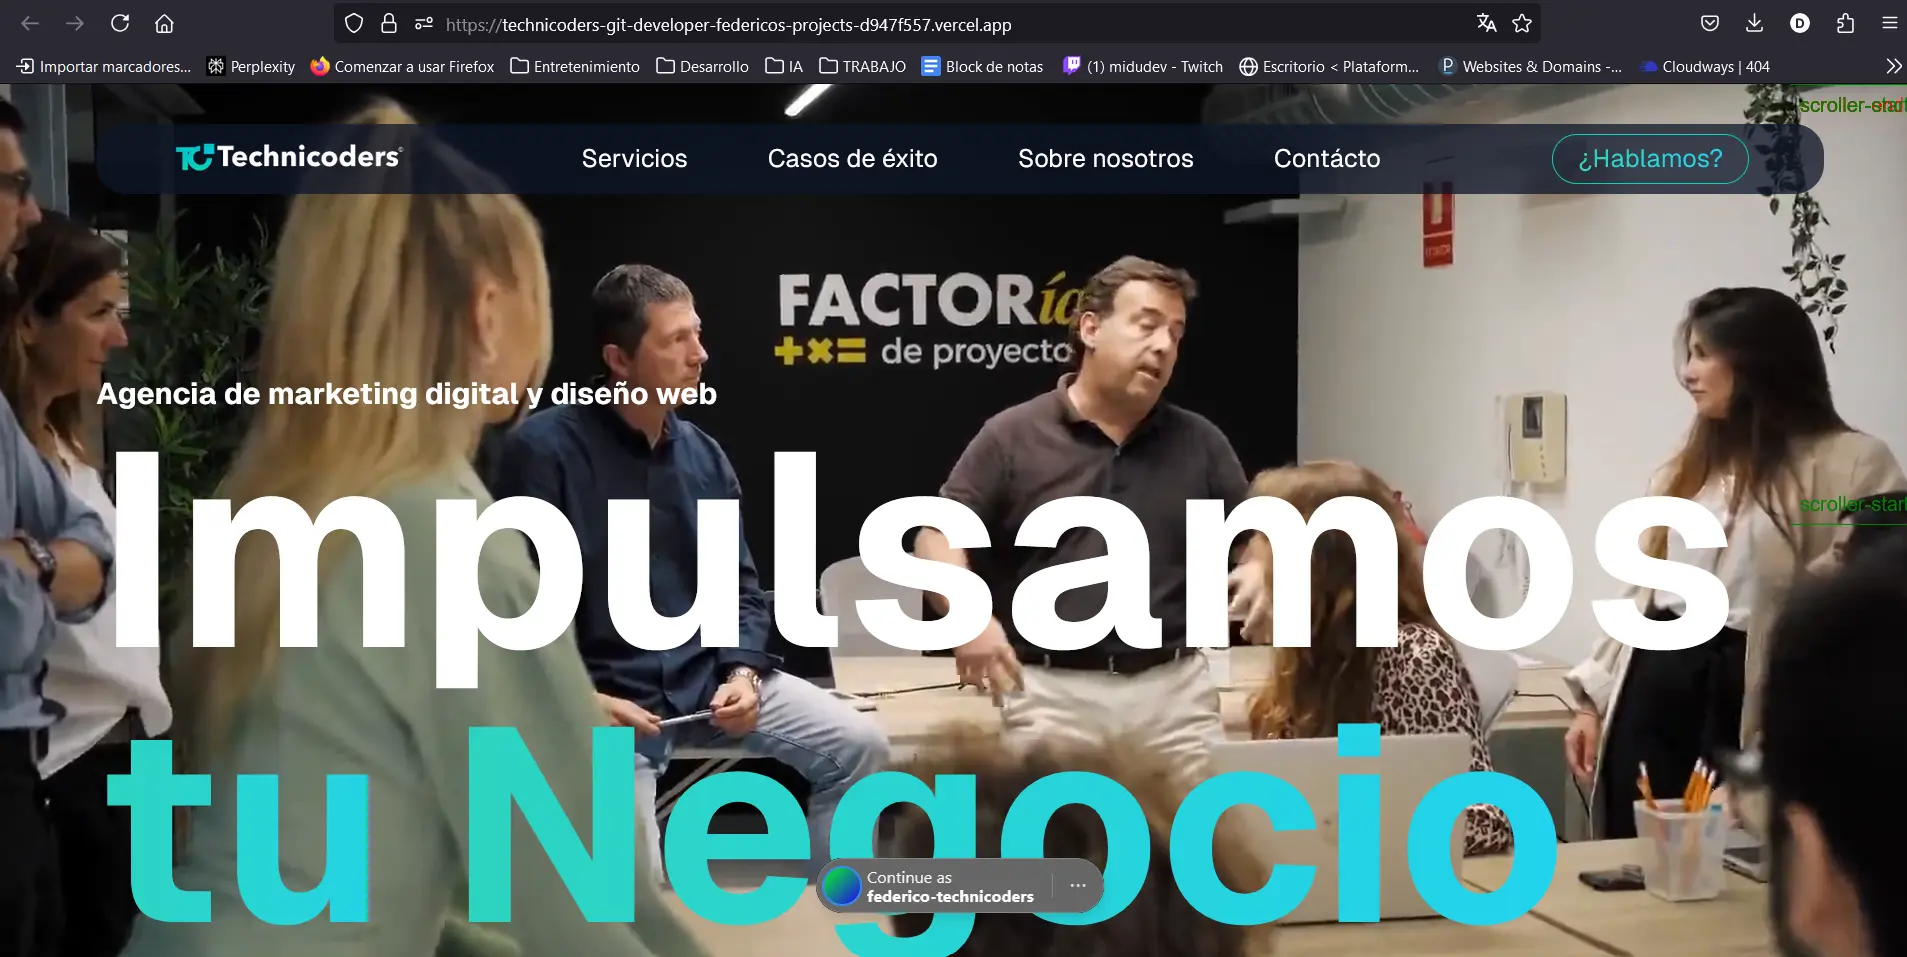 https://technicoders-git-developer-federicos-projects-d947f557.vercel.app
Importar marcadores... Perplexity Comenzar a usar Firefox Entretenimiento Desarrollo IA TRABAJO Block de notas (1) midudev - Twitch Escritorio < Plataform... Websites & Domains -... Cloudways | 404
scroller-start
TC Technicoders
Servicios Casos de éxito Sobre nosotros Contácto ¿Hablamos?
FACTORía
de proyecto
Agencia de marketing digital y diseño web
Impulsamos
scroller-start
tu Negocio
Continue as
federico-technicoders